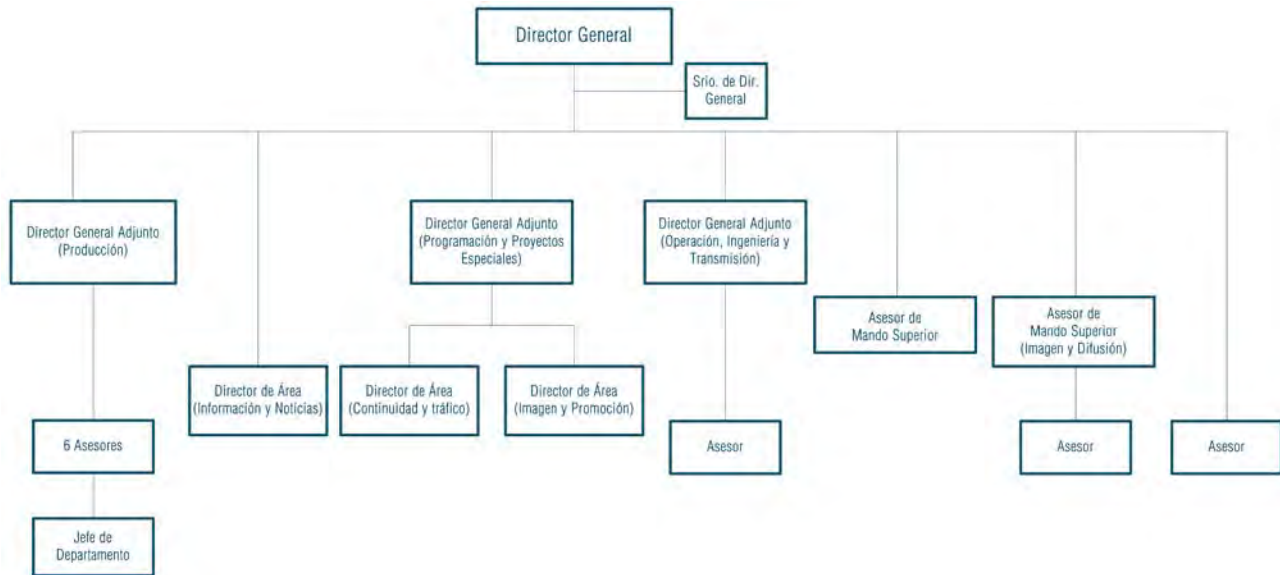 Director General
Srio. de Dir.
General
Director General Adjunto
(Producción)
Director General Adjunto
(Programación y Proyectos
Especiales)
Director General Adjunto
(Operación, Ingeniería y
Transmisión)
Asesor de
Mando Superior
Asesor de
Mando Superior
(Imagen y Difusión)
Director de Área
(Información y Noticias)
Director de Área
(Continuidad y tráfico)
Director de Área
(Imagen y Promoción)
6 Asesores
Asesor
Asesor
Asesor
Jefe de
Departamento